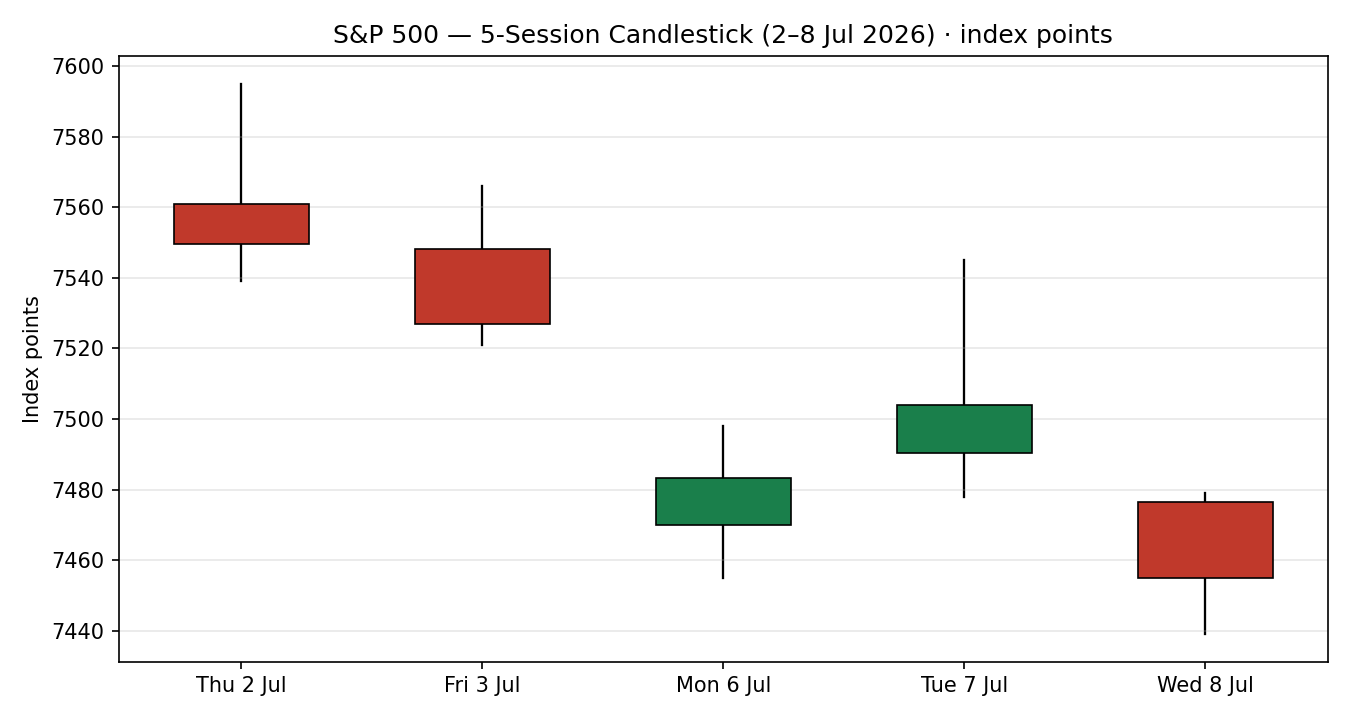 S&P 500 — 5-Session Candlestick (2–8 Jul 2026) · index points
Index points
7600
7580
7560
7540
7520
7500
7480
7460
7440
Thu 2 Jul
Fri 3 Jul
Mon 6 Jul
Tue 7 Jul
Wed 8 Jul